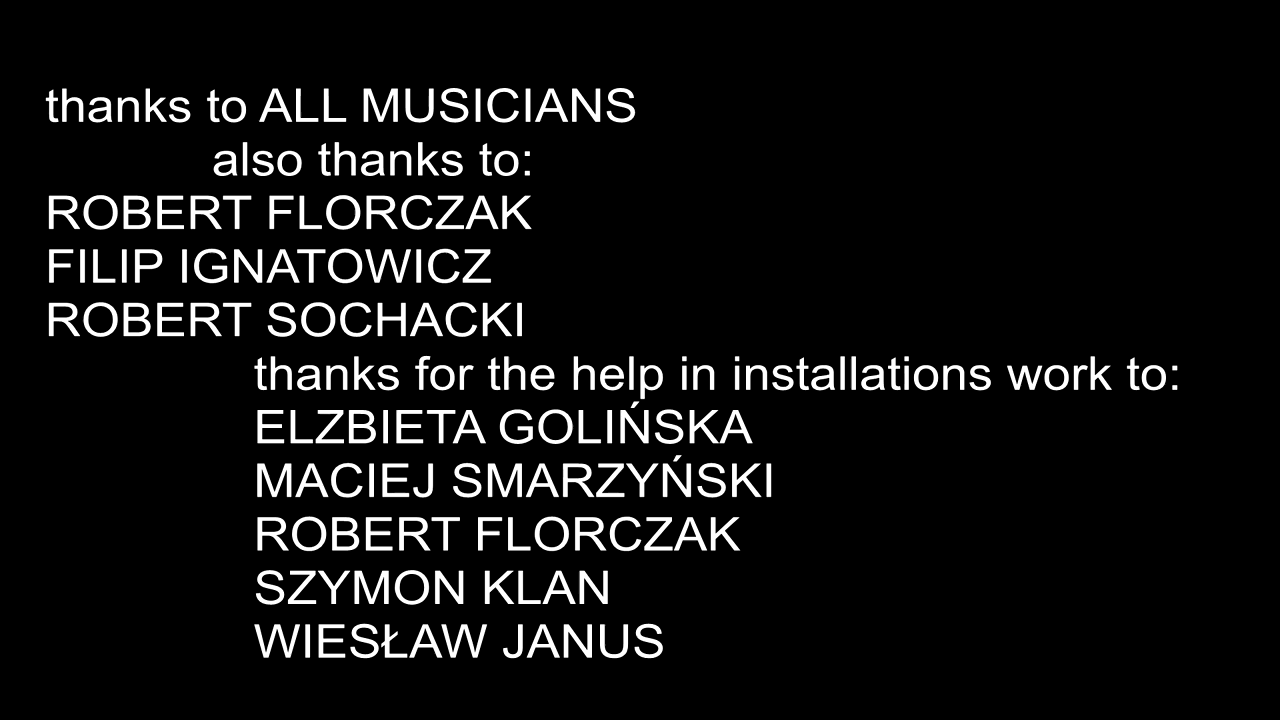 thanks to ALL MUSICIANS
also thanks to:
ROBERT FLORCZAK
FILIP IGNATOWICZ
ROBERT SOCHACKI
thanks for the help in installations work to:
ELZBIETA GOLIŃSKA
MACIEJ SMARZYŃSKI
ROBERT FLORCZAK
SZYMON KLAN
WIESŁAW JANUS